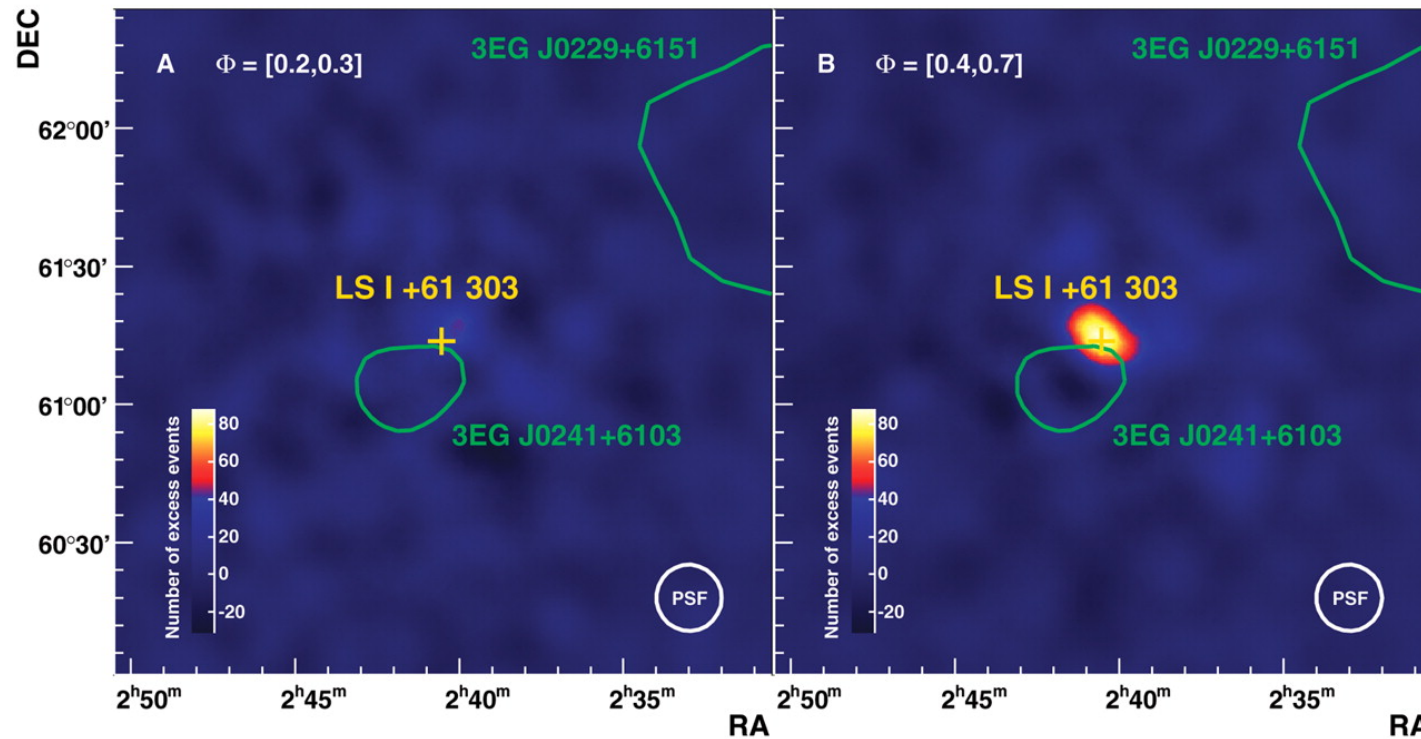 DEC
A Φ = [0.2,0.3]
3EG J0229+6151
62°00’
61°30’
61°00’
60°30’
LS I +61 303
3EG J0241+6103
Number of excess events
80
60
40
20
0
-20
PSF
2ʰ50ᵐ 2ʰ45ᵐ 2ʰ40ᵐ 2ʰ35ᵐ
RA
B Φ = [0.4,0.7]
3EG J0229+6151
LS I +61 303
3EG J0241+6103
Number of excess events
80
60
40
20
0
-20
PSF
2ʰ50ᵐ 2ʰ45ᵐ 2ʰ40ᵐ 2ʰ35ᵐ
RA